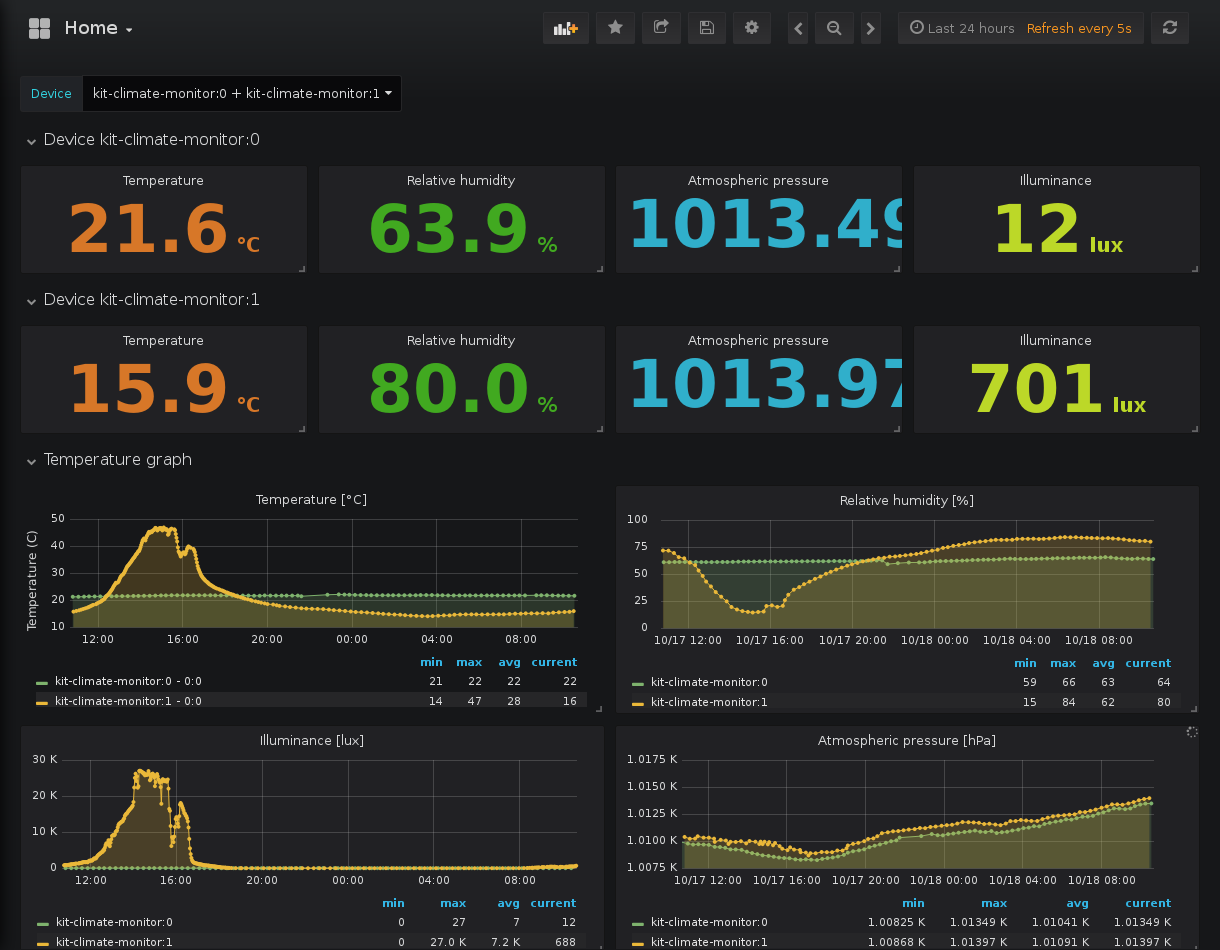 Home
Last 24 hours Refresh every 5s
Device kit-climate-monitor:0 + kit-climate-monitor:1
Device kit-climate-monitor:0
Temperature Relative humidity Atmospheric pressure Illuminance
21.6 °C 63.9 % 1013.49 12 lux
Device kit-climate-monitor:1
Temperature Relative humidity Atmospheric pressure Illuminance
15.9 °C 80.0 % 1013.97 701 lux
Temperature graph
Temperature [°C]
Temperature (C)
50
40
30
20
10
12:00 16:00 20:00 00:00 04:00 08:00
min max avg current
kit-climate-monitor:0 - 0:0 21 22 22 22
kit-climate-monitor:1 - 0:0 14 47 28 16
Relative humidity [%]
100
75
50
25
0
10/17 12:00 10/17 16:00 10/17 20:00 10/18 00:00 10/18 04:00 10/18 08:00
min max avg current
kit-climate-monitor:0 59 66 63 64
kit-climate-monitor:1 15 84 62 80
Illuminance [lux]
30 K
20 K
10 K
0
12:00 16:00 20:00 00:00 04:00 08:00
min max avg current
kit-climate-monitor:0 0 27 7 12
kit-climate-monitor:1 0 27.0 K 7.2 K 688
Atmospheric pressure [hPa]
1.0175 K
1.0150 K
1.0125 K
1.0100 K
1.0075 K
10/17 12:00 10/17 16:00 10/17 20:00 10/18 00:00 10/18 04:00 10/18 08:00
min max avg current
kit-climate-monitor:0 1.00825 K 1.01349 K 1.01041 K 1.01349 K
kit-climate-monitor:1 1.00868 K 1.01397 K 1.01091 K 1.01397 K